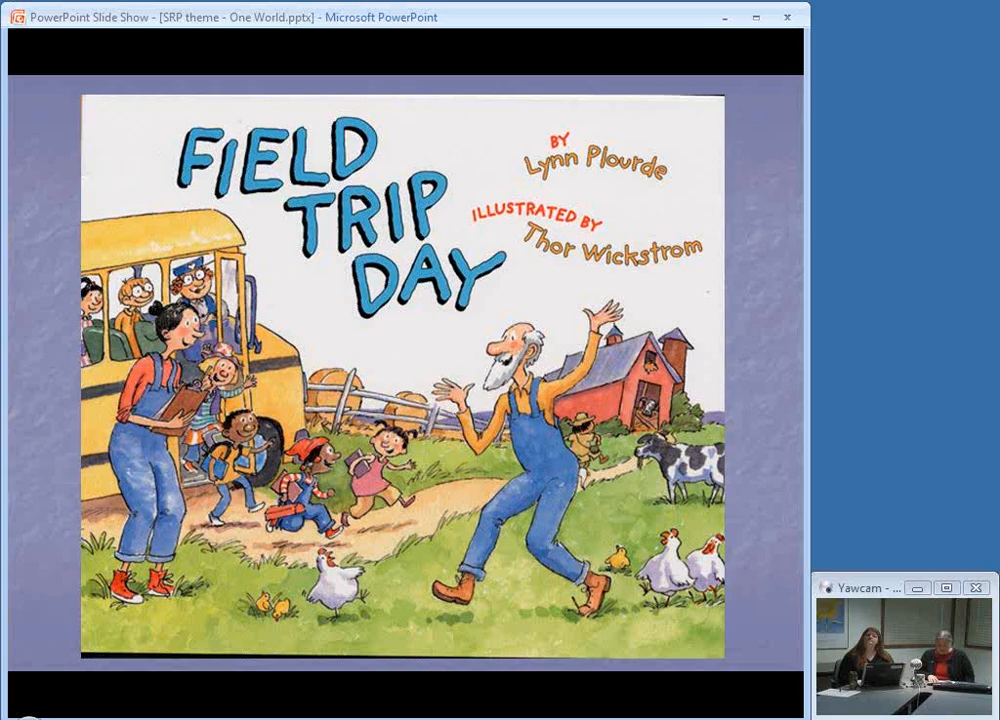 PowerPoint Slide Show - [SRP theme - One World.pptx] - Microsoft PowerPoint
FIELD
TRIP
DAY
BY
Lynn Plourde
ILLUSTRATED BY
Thor Wickstrom
Yawcam - ...